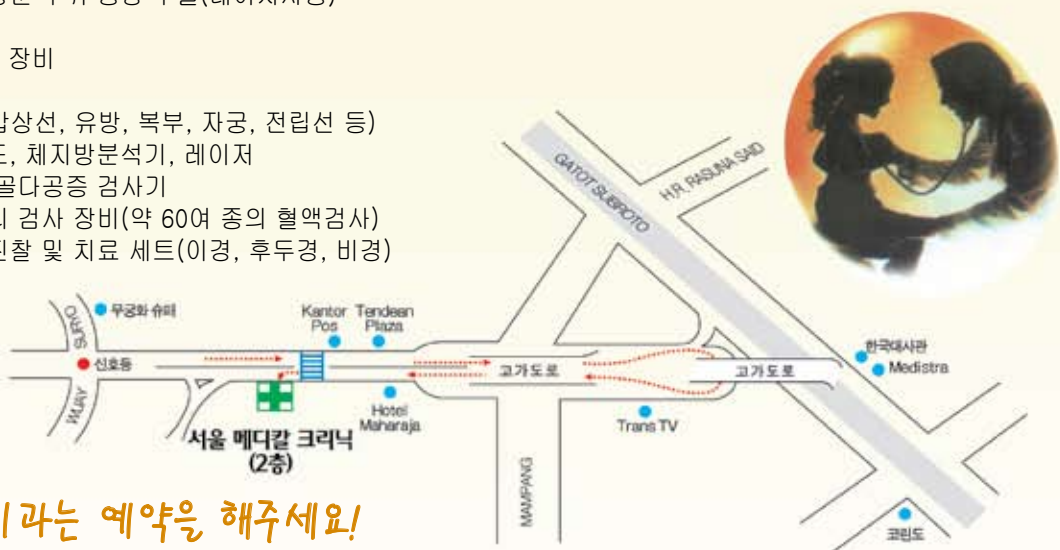 장비
유방, 복부, 자궁, 전립선 등)
체지방분석기, 레이저
골다공증 검사기
검사 장비(약 60여 종의 혈액검사)
진찰 및 치료 세트(이경, 후두경, 비경)
GATOT SUBROTO
H.R. RASUNA SAID
SURYO
무궁화 슈퍼
Kantor Pos
Tendean Plaza
신호등
고가도로
고가도로
한국대사관
Medistra
WIJAY
Hotel Maharaja
Trans TV
서울 메디칼 크리닉
(2층)
MAMPANG
코린도
예약을 해주세요!